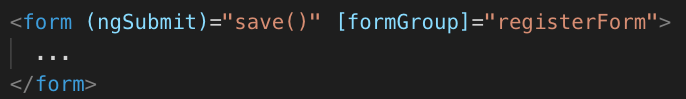 <form (ngSubmit)="save()" [formGroup]="registerForm">
...
</form>